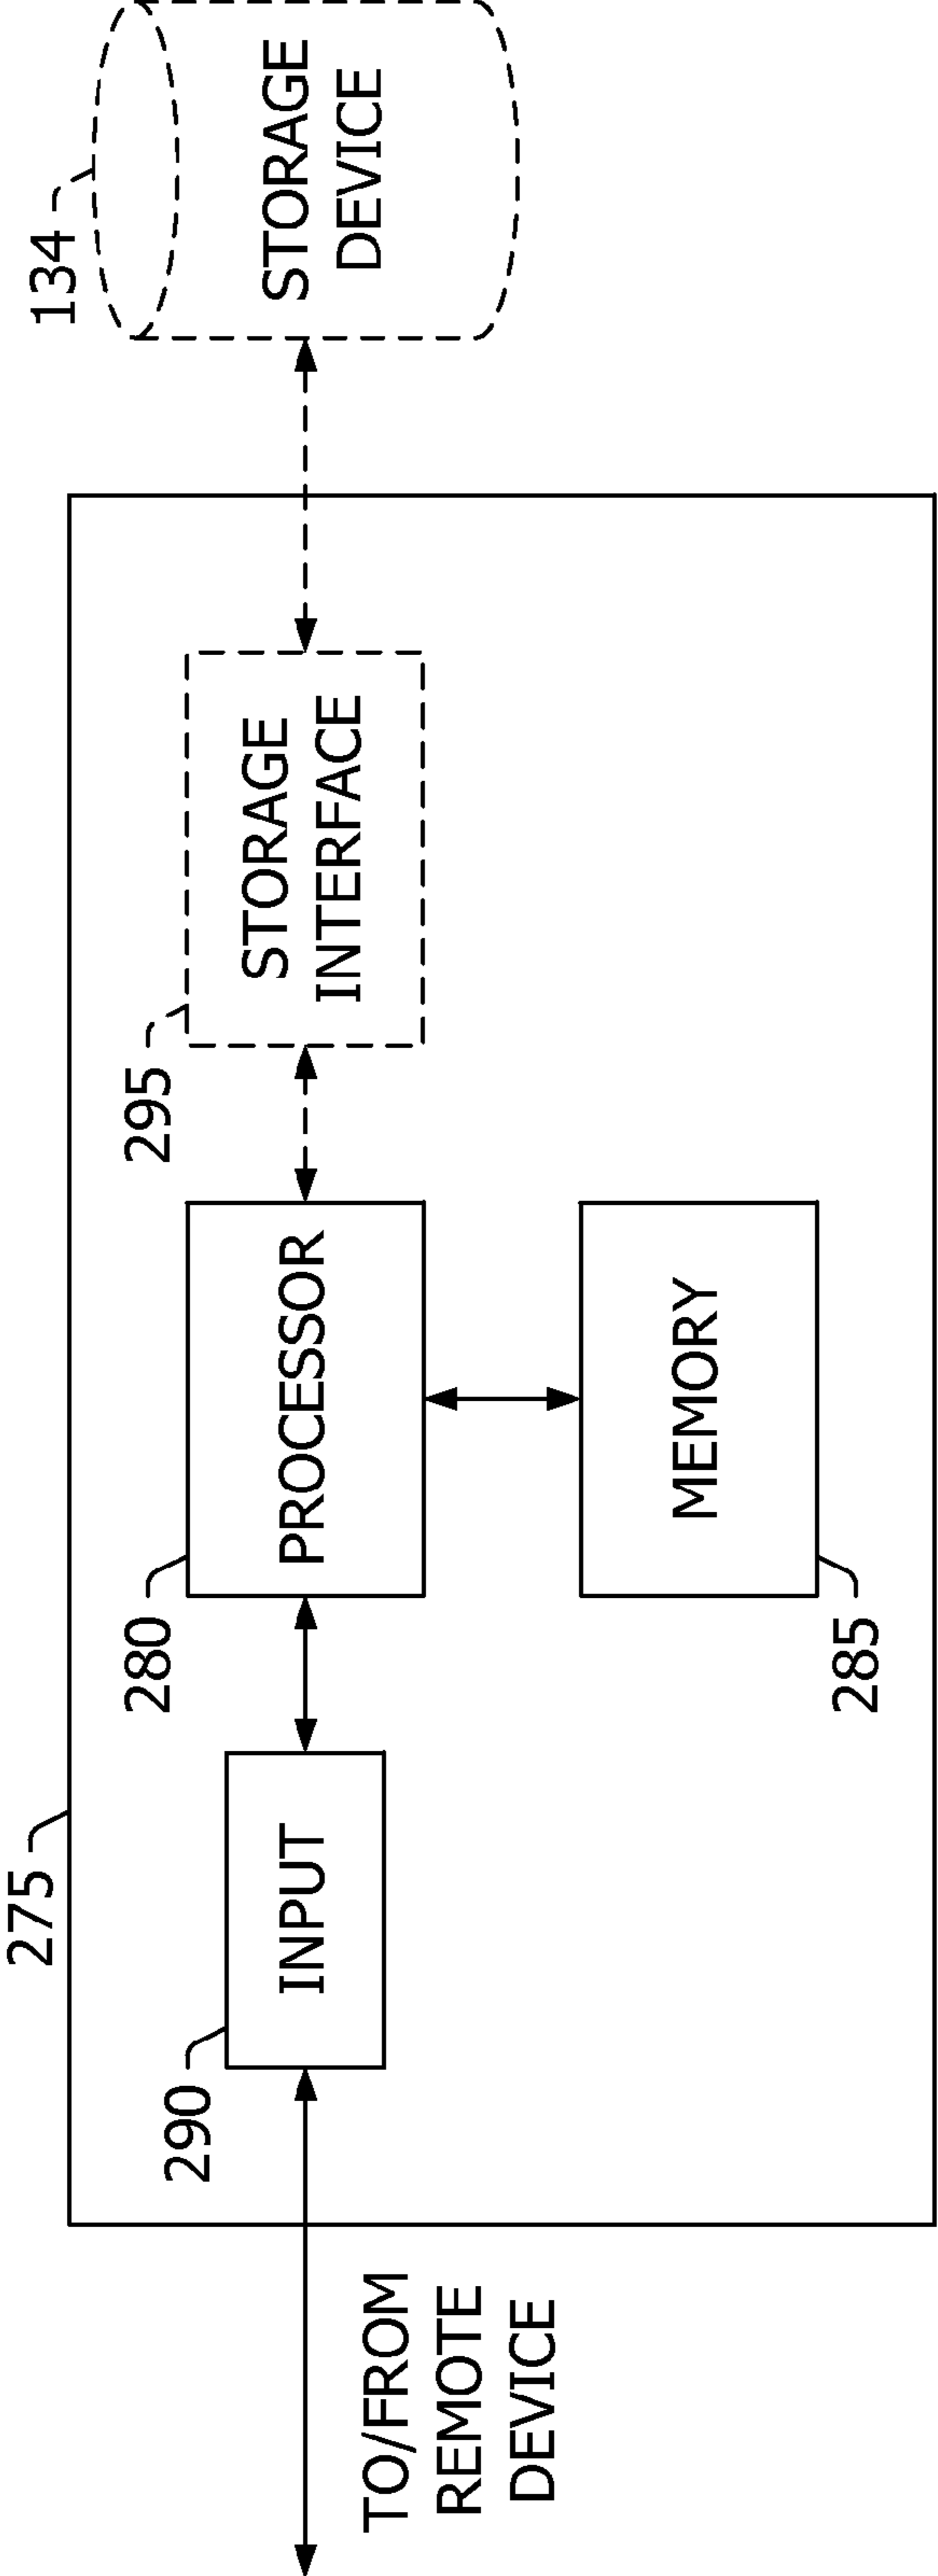 275
134
290
280
295
INPUT
PROCESSOR
STORAGE
INTERFACE
STORAGE
DEVICE
TO/FROM
REMOTE
DEVICE
MEMORY
285